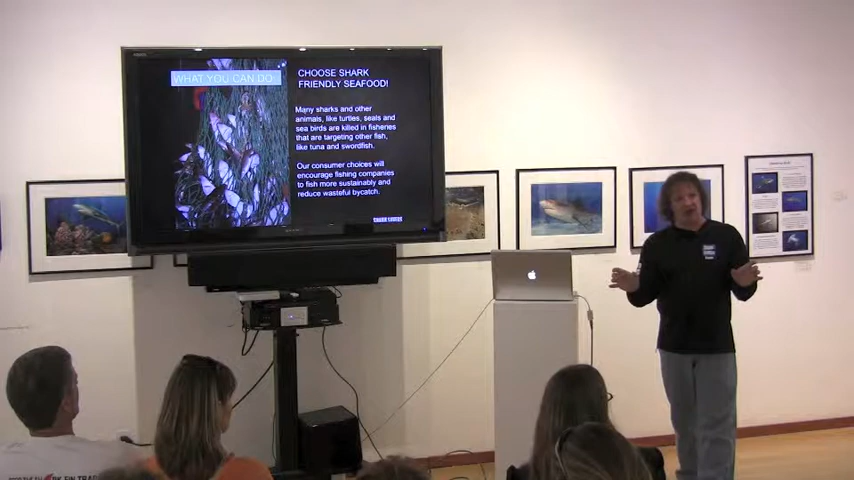 WHAT YOU CAN DO:
CHOOSE SHARK
FRIENDLY SEAFOOD!
Many sharks and other
animals, like turtles, seals and
sea birds are killed in fisheries
that are targeting other fish,
like tuna and swordfish.
Our consumer choices will
encourage fishing companies
to fish more sustainably and
reduce wasteful bycatch.